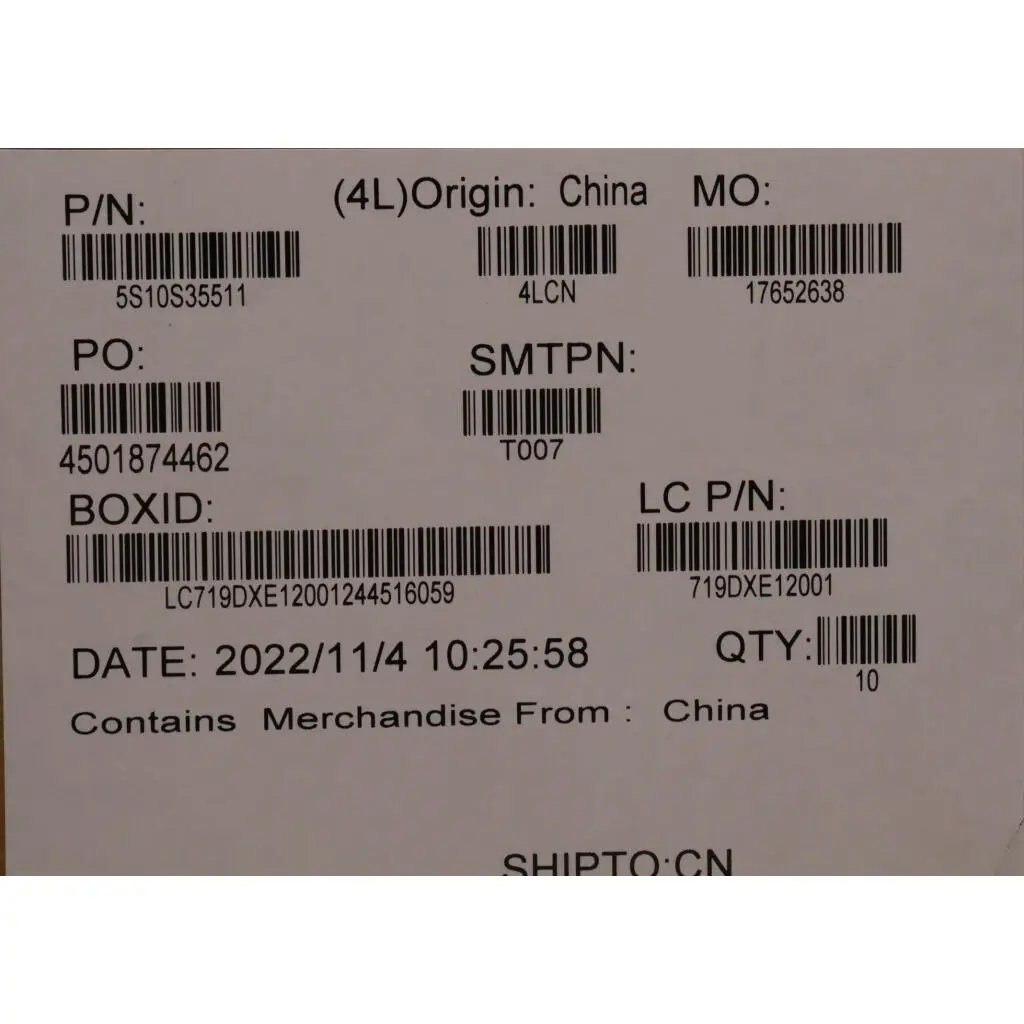 P/N:
(4L)Origin: China
MO:
5S10S35511
4LCN
17652638
PO:
SMTPN:
4501874462
T007
BOXID:
LC P/N:
LC719DXE12001244516059
719DXE12001
DATE: 2022/11/4 10:25:58
QTY:
10
Contains Merchandise From : China
SHIPTO:CN